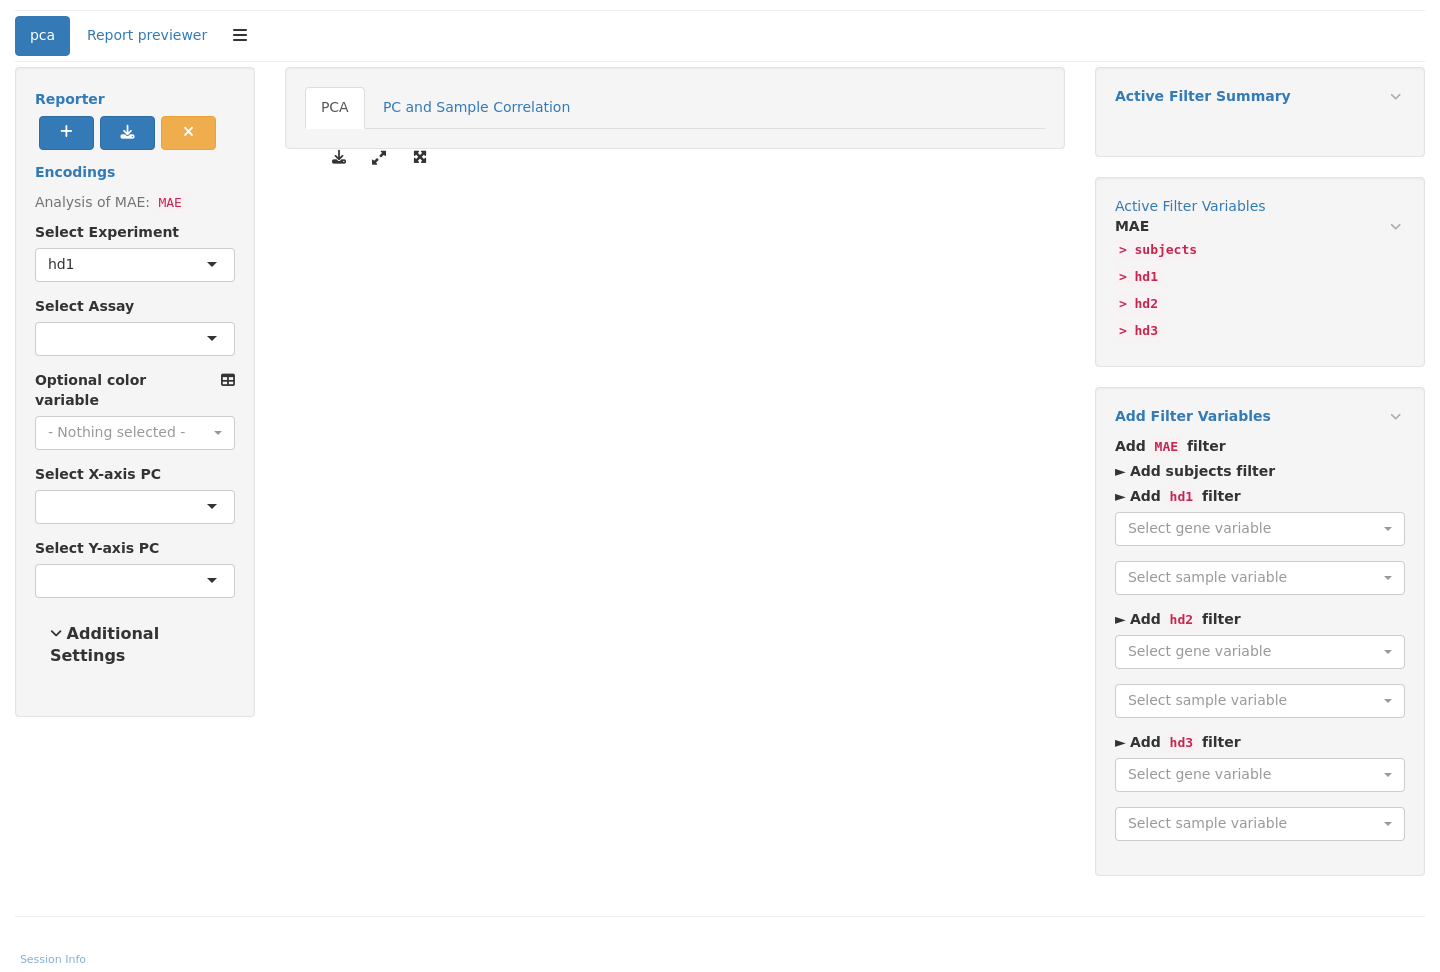 pca
Report previewer
Reporter
Encodings
Analysis of MAE: MAE
Select Experiment
hd1
Select Assay
Optional color
variable
- Nothing selected -
Select X-axis PC
Select Y-axis PC
Additional
Settings
PCA
PC and Sample Correlation
Active Filter Summary
Active Filter Variables
MAE
> subjects
> hd1
> hd2
> hd3
Add Filter Variables
Add MAE filter
► Add subjects filter
► Add hd1 filter
Select gene variable
Select sample variable
► Add hd2 filter
Select gene variable
Select sample variable
► Add hd3 filter
Select gene variable
Select sample variable
Session Info